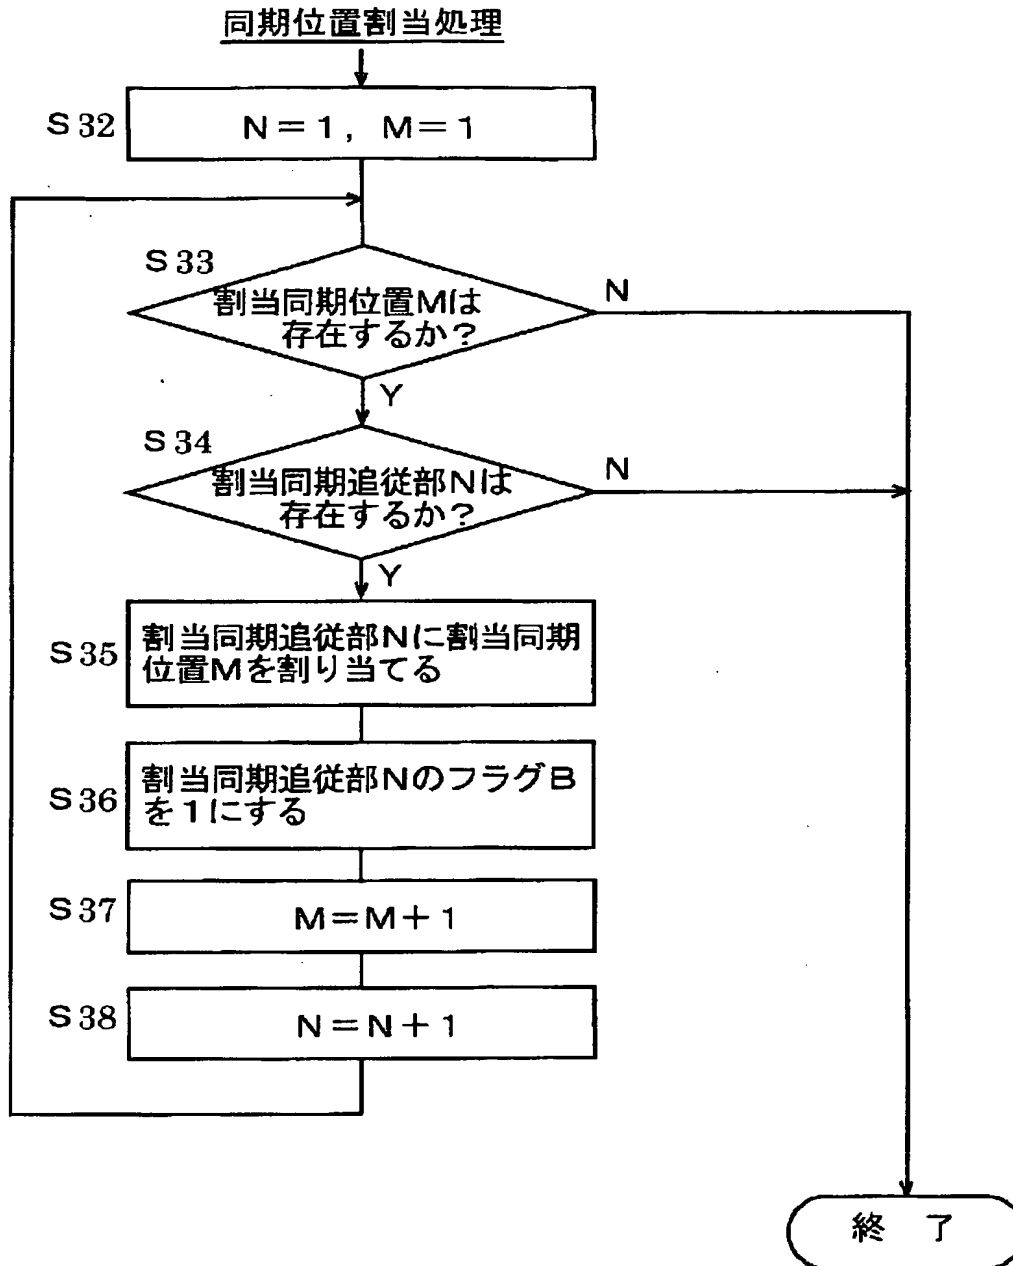 同期位置割当処理
S32
N=1, M=1
S33
割当同期位置Mは
存在するか?
N
Y
S34
割当同期追従部Nは
存在するか?
N
Y
S35
割当同期追従部Nに割当同期
位置Mを割り当てる
S36
割当同期追従部NのフラグB
を1にする
S37
M=M+1
S38
N=N+1
終 了